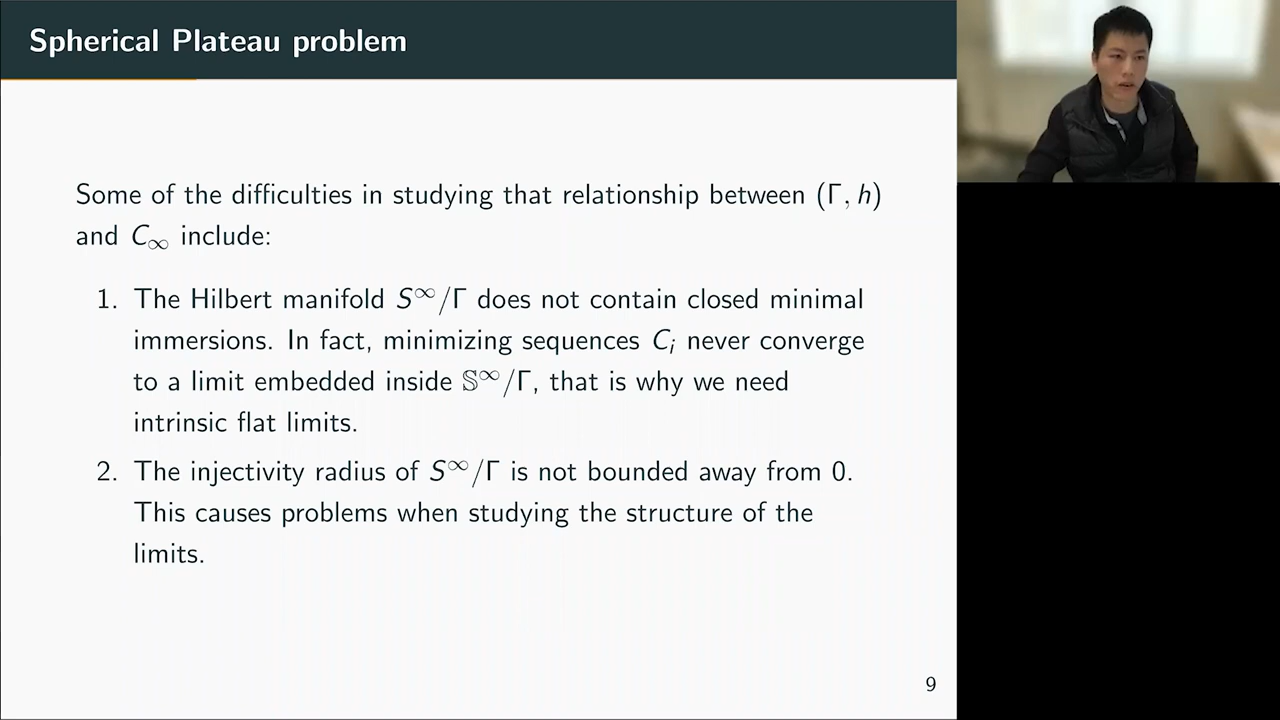 Spherical Plateau problem
Some of the difficulties in studying that relationship between (Γ, h)
and C∞ include:
1. The Hilbert manifold S∞/Γ does not contain closed minimal
immersions. In fact, minimizing sequences Cᵢ never converge
to a limit embedded inside 𝕊∞/Γ, that is why we need
intrinsic flat limits.
2. The injectivity radius of S∞/Γ is not bounded away from 0.
This causes problems when studying the structure of the
limits.
9